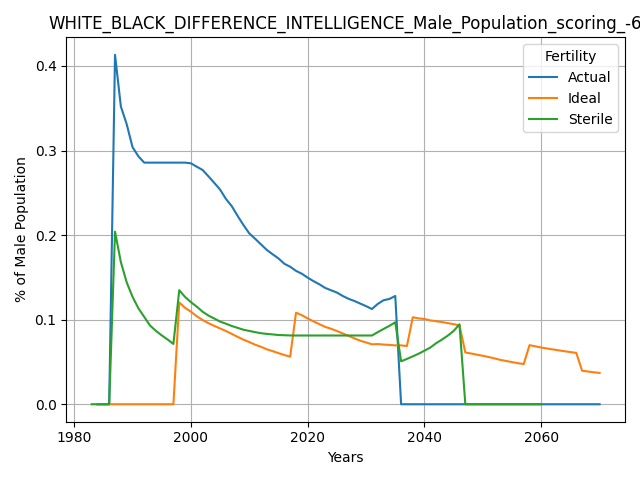 WHITE_BLACK_DIFFERENCE_INTELLIGENCE_Male_Population_scoring_-6
Fertility
Actual
Ideal
Sterile
% of Male Population
0.4
0.3
0.2
0.1
0.0
1980 2000 2020 2040 2060
Years